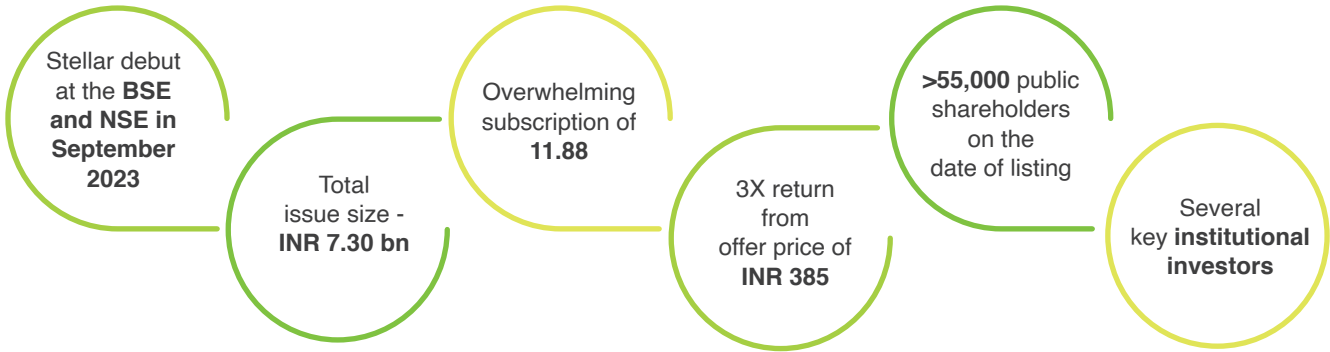 Stellar debut
at the BSE
and NSE in
September
2023
Total
issue size -
INR 7.30 bn
Overwhelming
subscription of
11.88
3X return
from
offer price of
INR 385
>55,000 public
shareholders
on the
date of listing
Several
key institutional
investors